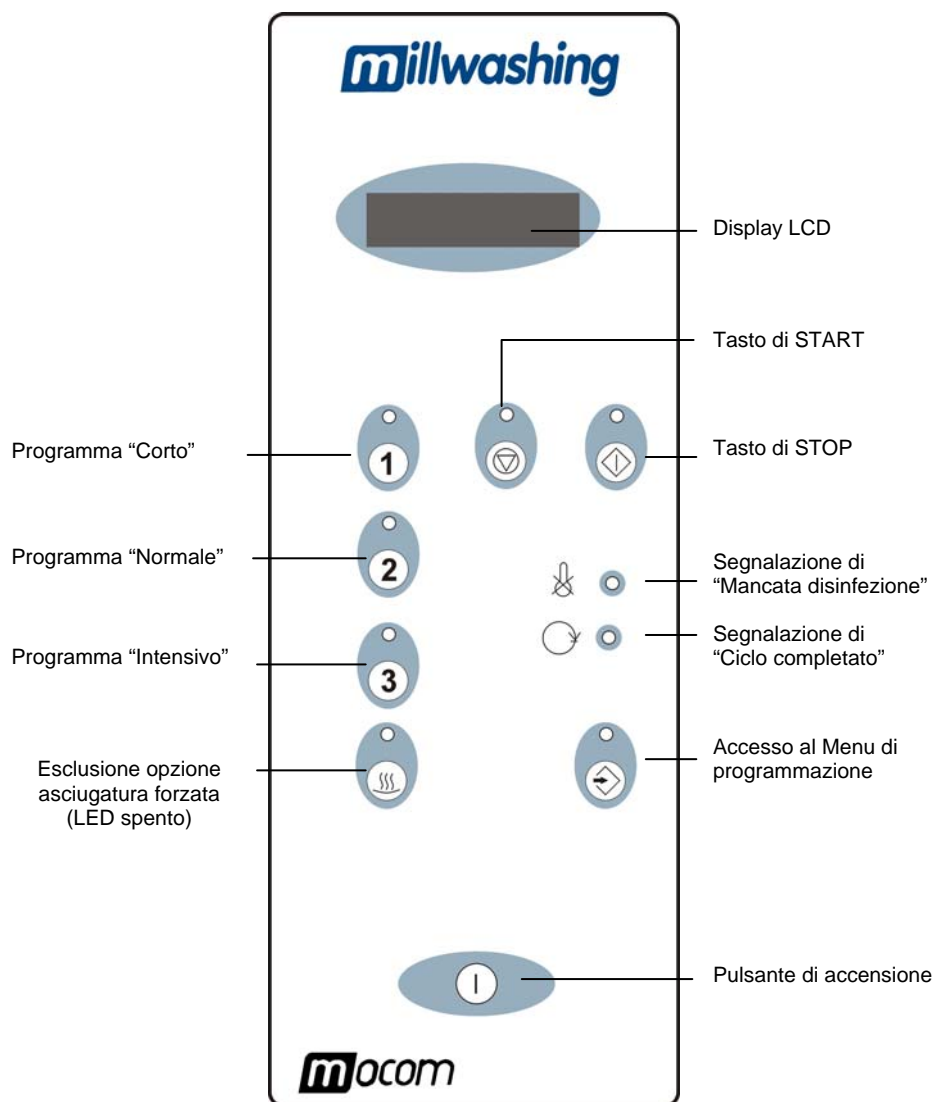 millwashing
Display LCD
Tasto di START
Programma “Corto”
1
Tasto di STOP
Programma “Normale”
2
Segnalazione di
“Mancata disinfezione”
Segnalazione di
“Ciclo completato”
Programma “Intensivo”
3
Esclusione opzione
asciugatura forzata
(LED spento)
Accesso al Menu di
programmazione
I
Pulsante di accensione
mocom